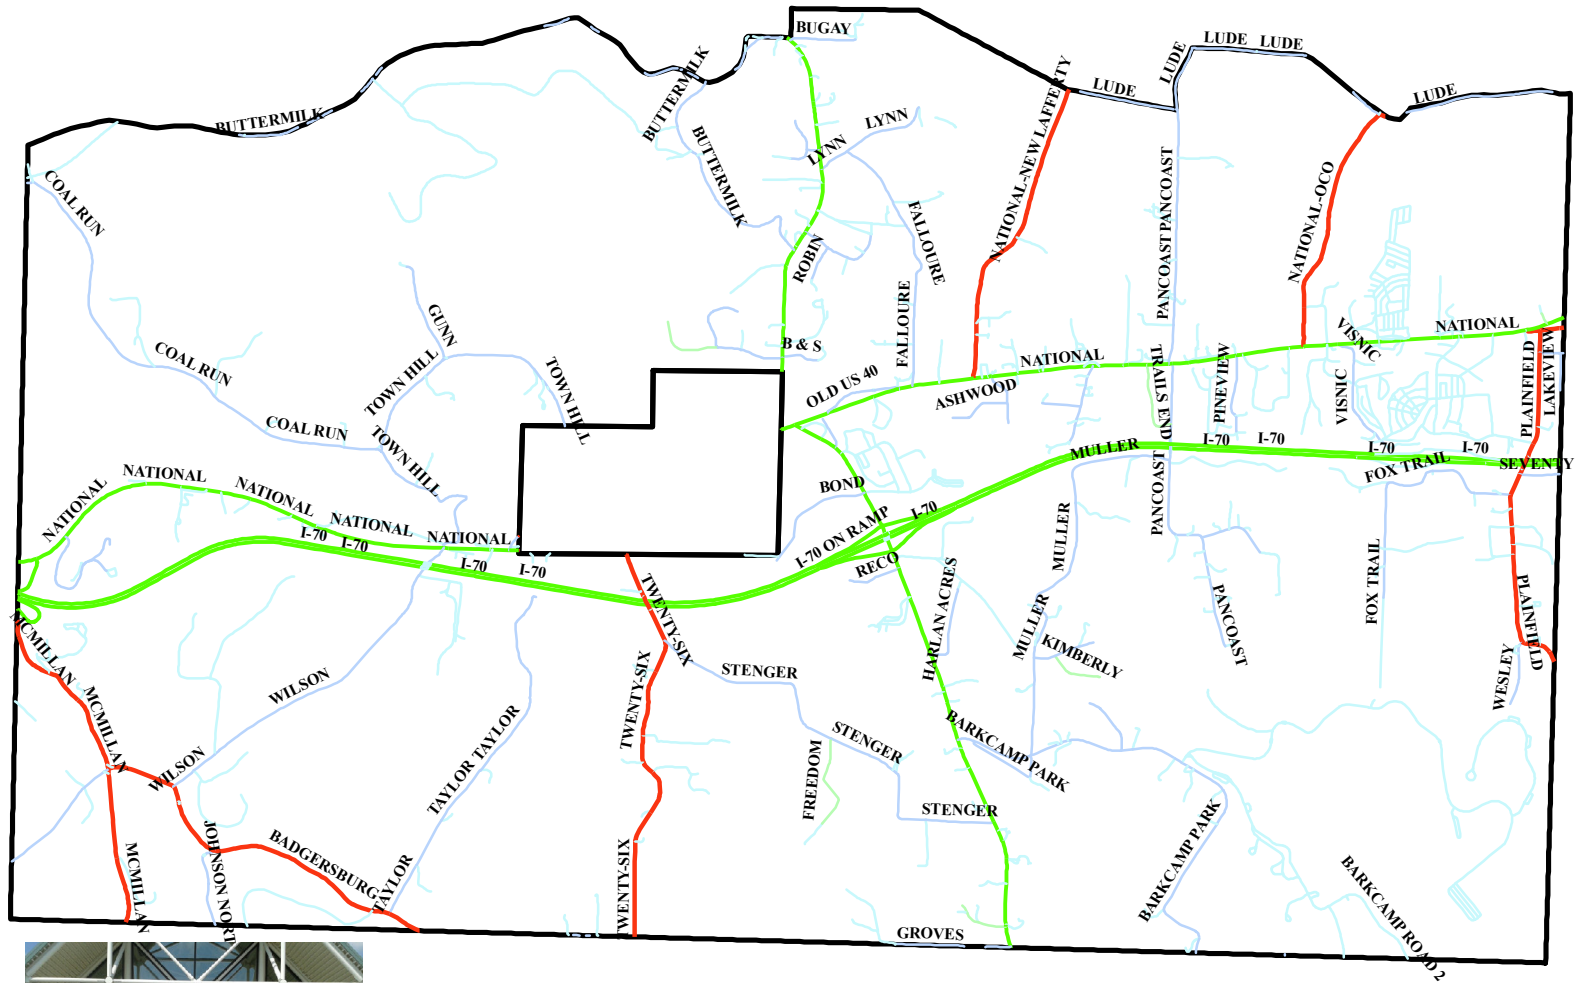 BUGAY
LUDE
LUDE
LUDE
LUDE
LUDE
BUTTERMILK
BUTTERMILK
BUTTERMILK
LYNN
LYNN
NATIONAL-NEW LAFFERTY
PANCOAST
PANCOAST
NATIONAL-OCO
COAL RUN
FALLOURE
ROBIN
FALLOURE
GUNN
B & S
NATIONAL
VISNIC
NATIONAL
PLAINFIELD
LAKEVIEW
COAL RUN
TOWN HILL
TOWN HILL
OLD US 40
ASHWOOD
TRAILS END
PINEVIEW
VISNIC
COAL RUN
TOWN HILL
MULLER
I-70
I-70
I-70
I-70
SEVENTY
FOX TRAIL
NATIONAL
NATIONAL
NATIONAL
NATIONAL
NATIONAL
BOND
PANCOAST
I-70
I-70
I-70
I-70
I-70
I-70 ON RAMP
RECO
MULLER
HARLAN ACRES
FOX TRAIL
PLAINFIELD
MCMILLAN
TWENTY-SIX
PANCOAST
MULLER
KIMBERLY
WILSON
TWENTY-SIX
STENGER
WESLEY
MCMILLAN
WILSON
TAYLOR
TAYLOR
STENGER
BARKCAMP PARK
FREEDOM
STENGER
BARKCAMP PARK
MCMILLAN
JOHNSON NORT
BADGERSBURG
TAYLOR
TWENTY-SIX
GROVES
BARKCAMP ROAD 2